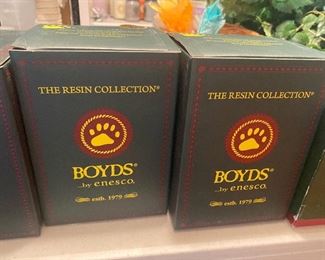 THE RESIN COLLECTION®
BOYDS®
...by enesco.
estb. 1979
THE RESIN COLLECTION®
BOYDS®
...by enesco.
estb. 1979